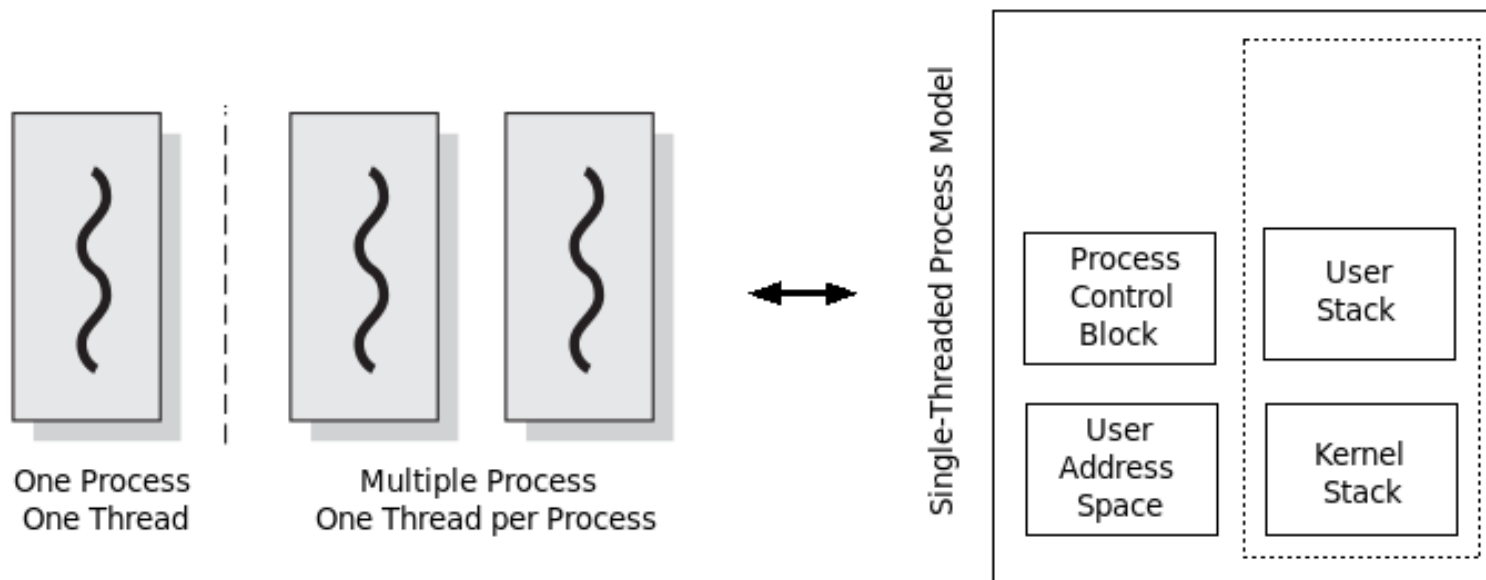 One Process
One Thread
Multiple Process
One Thread per Process
Single-Threaded Process Model
Process
Control
Block
User
Stack
User
Address
Space
Kernel
Stack